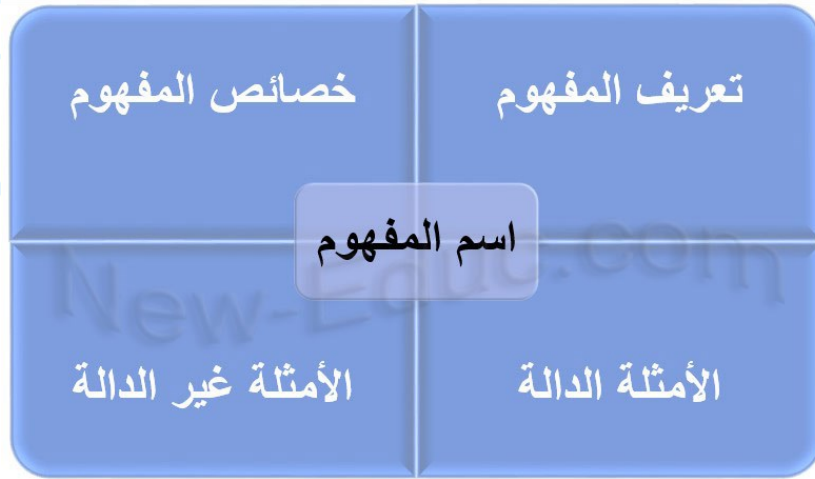 تعريف المفهوم
خصائص المفهوم
اسم المفهوم
New-Educ.com
الأمثلة الدالة
الأمثلة غير الدالة